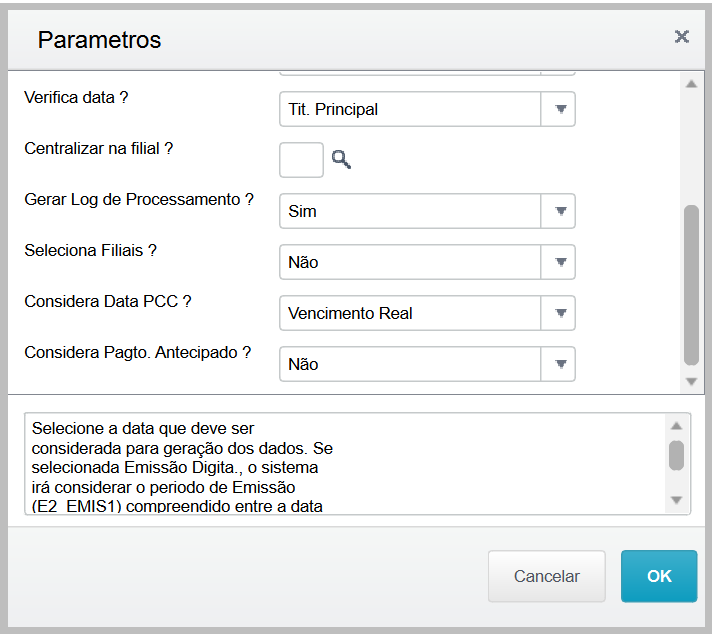 Parametros
Verifica data ?
Tit. Principal
Centralizar na filial ?
Gerar Log de Processamento ?
Sim
Seleciona Filiais ?
Não
Considera Data PCC ?
Vencimento Real
Considera Pagto. Antecipado ?
Não
Selecione a data que deve ser
considerada para geração dos dados. Se
selecionada Emissão Digita., o sistema
irá considerar o periodo de Emissão
(E2_EMIS1) compreendido entre a data
Cancelar
OK